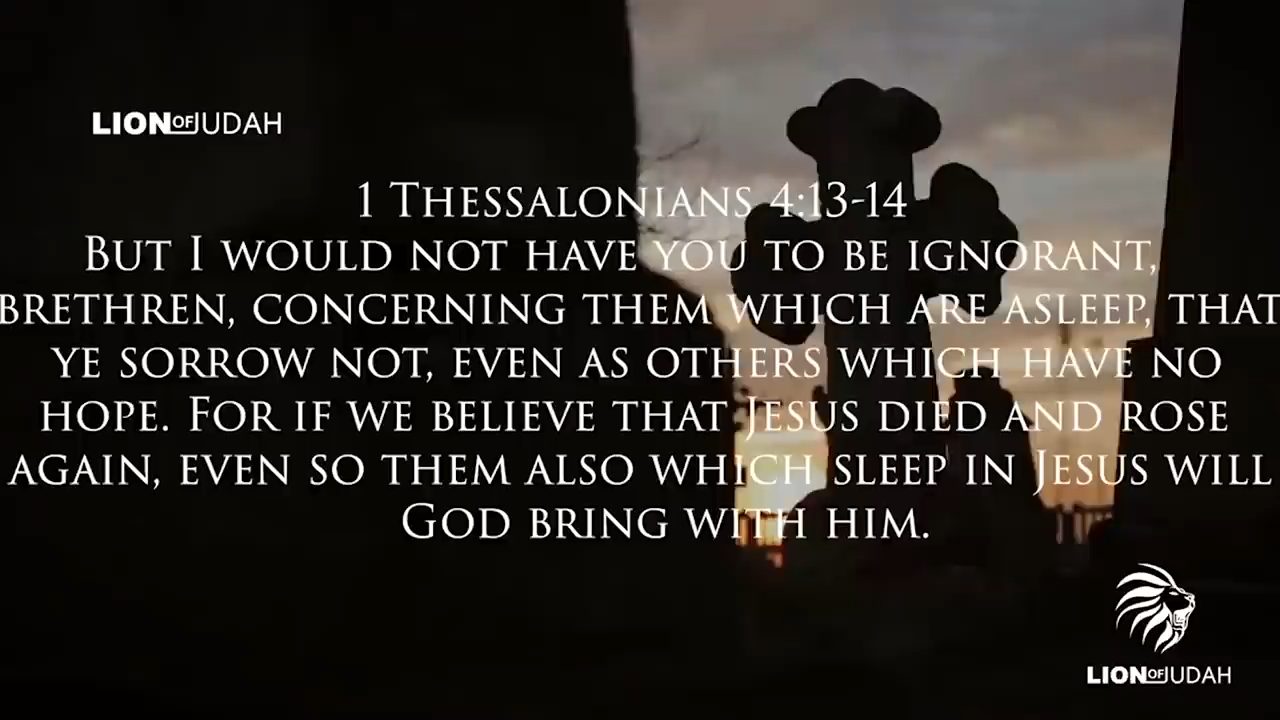 LION OF JUDAH
1 Thessalonians 4:13-14
But I would not have you to be ignorant,
brethren, concerning them which are asleep, that
ye sorrow not, even as others which have no
hope. For if we believe that Jesus died and rose
again, even so them also which sleep in Jesus will
God bring with him.
LION OF JUDAH